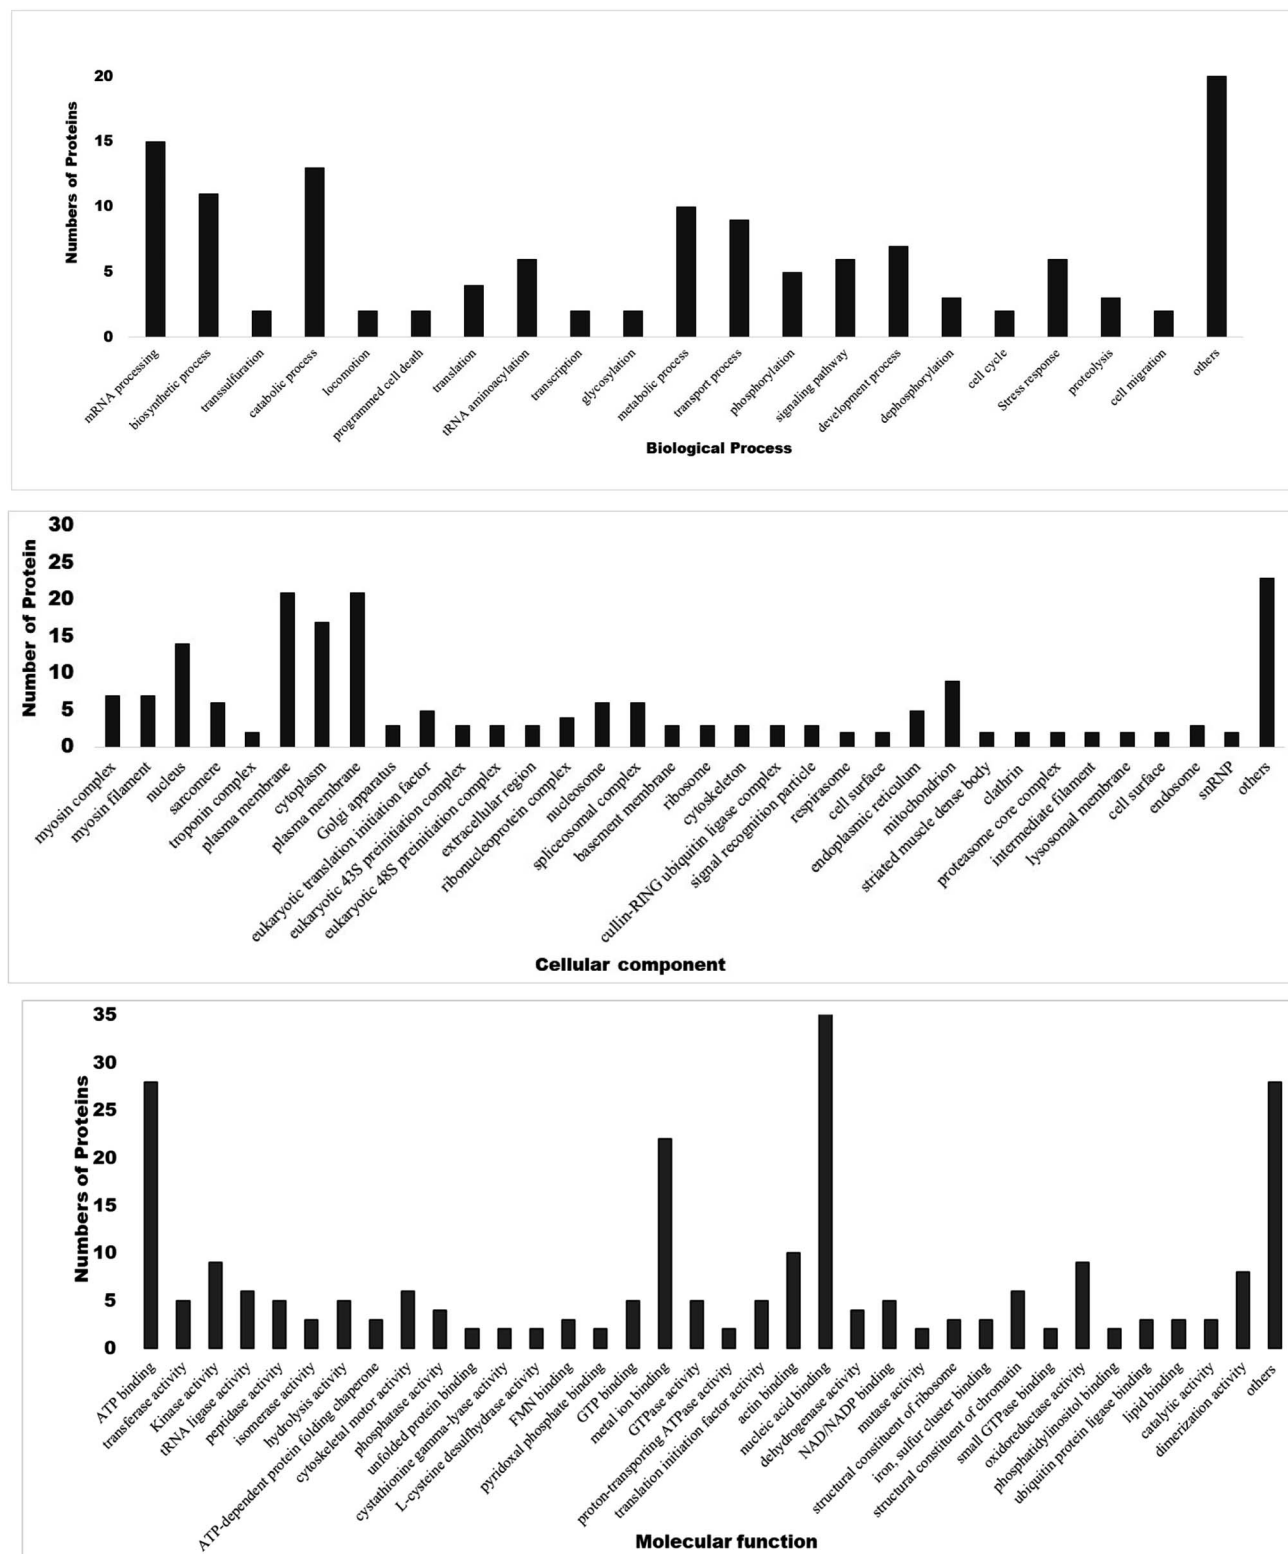 Numbers of Proteins
20
15
10
5
0
mRNA processing
biosynthetic process
transsulfuration
catabolic process
locomotion
programmed cell death
translation
tRNA aminoacylation
transcription
glycosylation
metabolic process
transport process
phosphorylation
signaling pathway
development process
dephosphorylation
cell cycle
Stress response
proteolysis
cell migration
others
Biological Process
Number of Protein
30
25
20
15
10
5
0
myosin complex
myosin filament
nucleus
sarcomere
troponin complex
plasma membrane
cytoplasm
plasma membrane
Golgi apparatus
eukaryotic translation initiation factor
eukaryotic 43S preinitiation complex
eukaryotic 48S preinitiation complex
extracellular region
ribonucleoprotein complex
nucleosome
spliceosomal complex
basement membrane
ribosome
cytoskeleton
cullin-RING ubiquitin ligase complex
signal recognition particle
respirasome
cell surface
endoplasmic reticulum
mitochondrion
striated muscle dense body
clathrin
proteasome core complex
intermediate filament
lysosomal membrane
cell surface
endosome
snRNP
others
Cellular component
Numbers of Proteins
35
30
25
20
15
10
5
0
ATP binding
transferase activity
Kinase activity
tRNA ligase activity
peptidase activity
isomerase activity
hydrolysis activity
ATP-dependent protein folding chaperone
cytoskeletal motor activity
phosphatase activity
unfolded protein binding
cystathionine gamma-lyase activity
L-cysteine desulfhydrase activity
FMN binding
pyridoxal phosphate binding
GTP binding
metal ion binding
GTPase activity
proton-transporting ATPase activity
translation initiation factor activity
actin binding
nucleic acid binding
dehydrogenase activity
NAD/NADP binding
mutase activity
structural constituent of ribosome
iron, sulfur cluster binding
structural constituent of chromatin
small GTPase binding
oxidoreductase activity
phosphatidylinositol binding
ubiquitin protein ligase binding
lipid binding
catalytic activity
dimerization activity
others
Molecular function